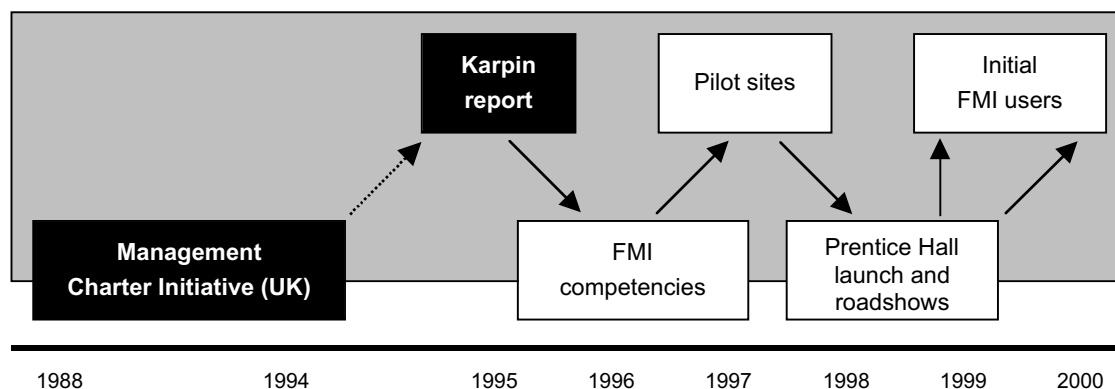 Karpin
report
Pilot sites
Initial
FMI users
Management
Charter Initiative (UK)
FMI
competencies
Prentice Hall
launch and
roadshows
1988 1994 1995 1996 1997 1998 1999 2000